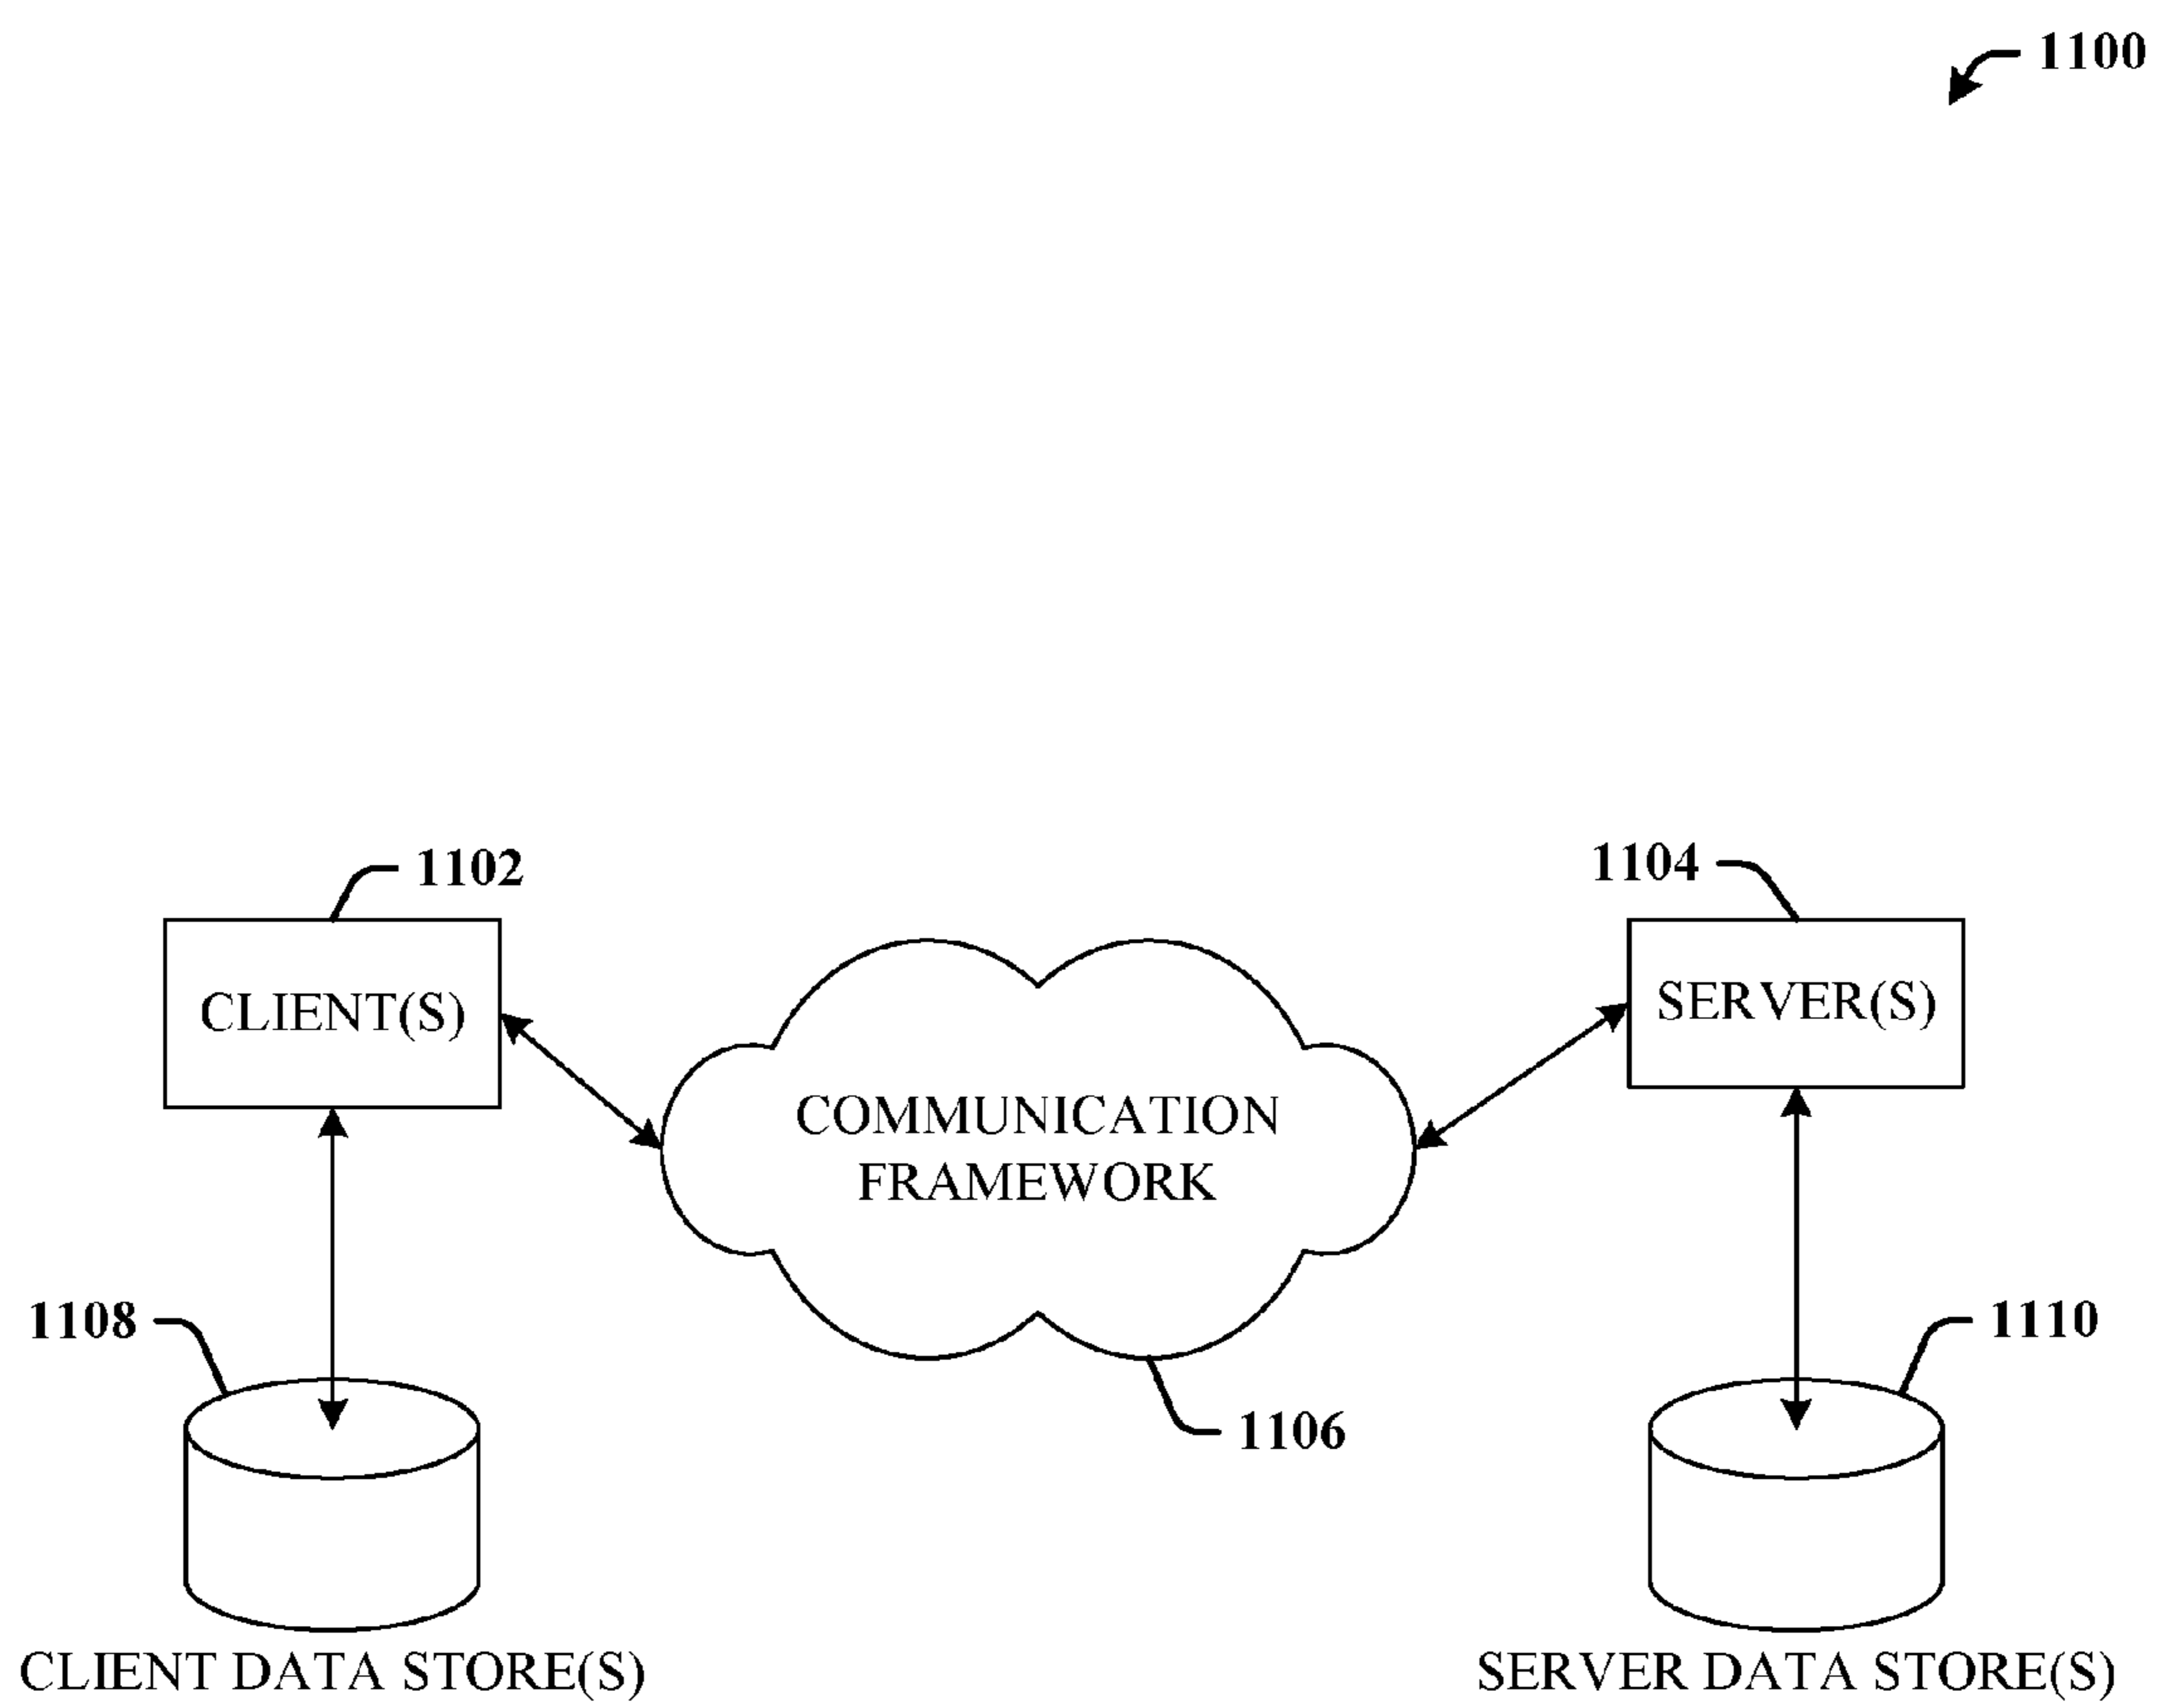 1100
1102
1104
CLIENT(S)
SERVER(S)
COMMUNICATION
FRAMEWORK
1108
1110
1106
CLIENT DATA STORE(S)
SERVER DATA STORE(S)